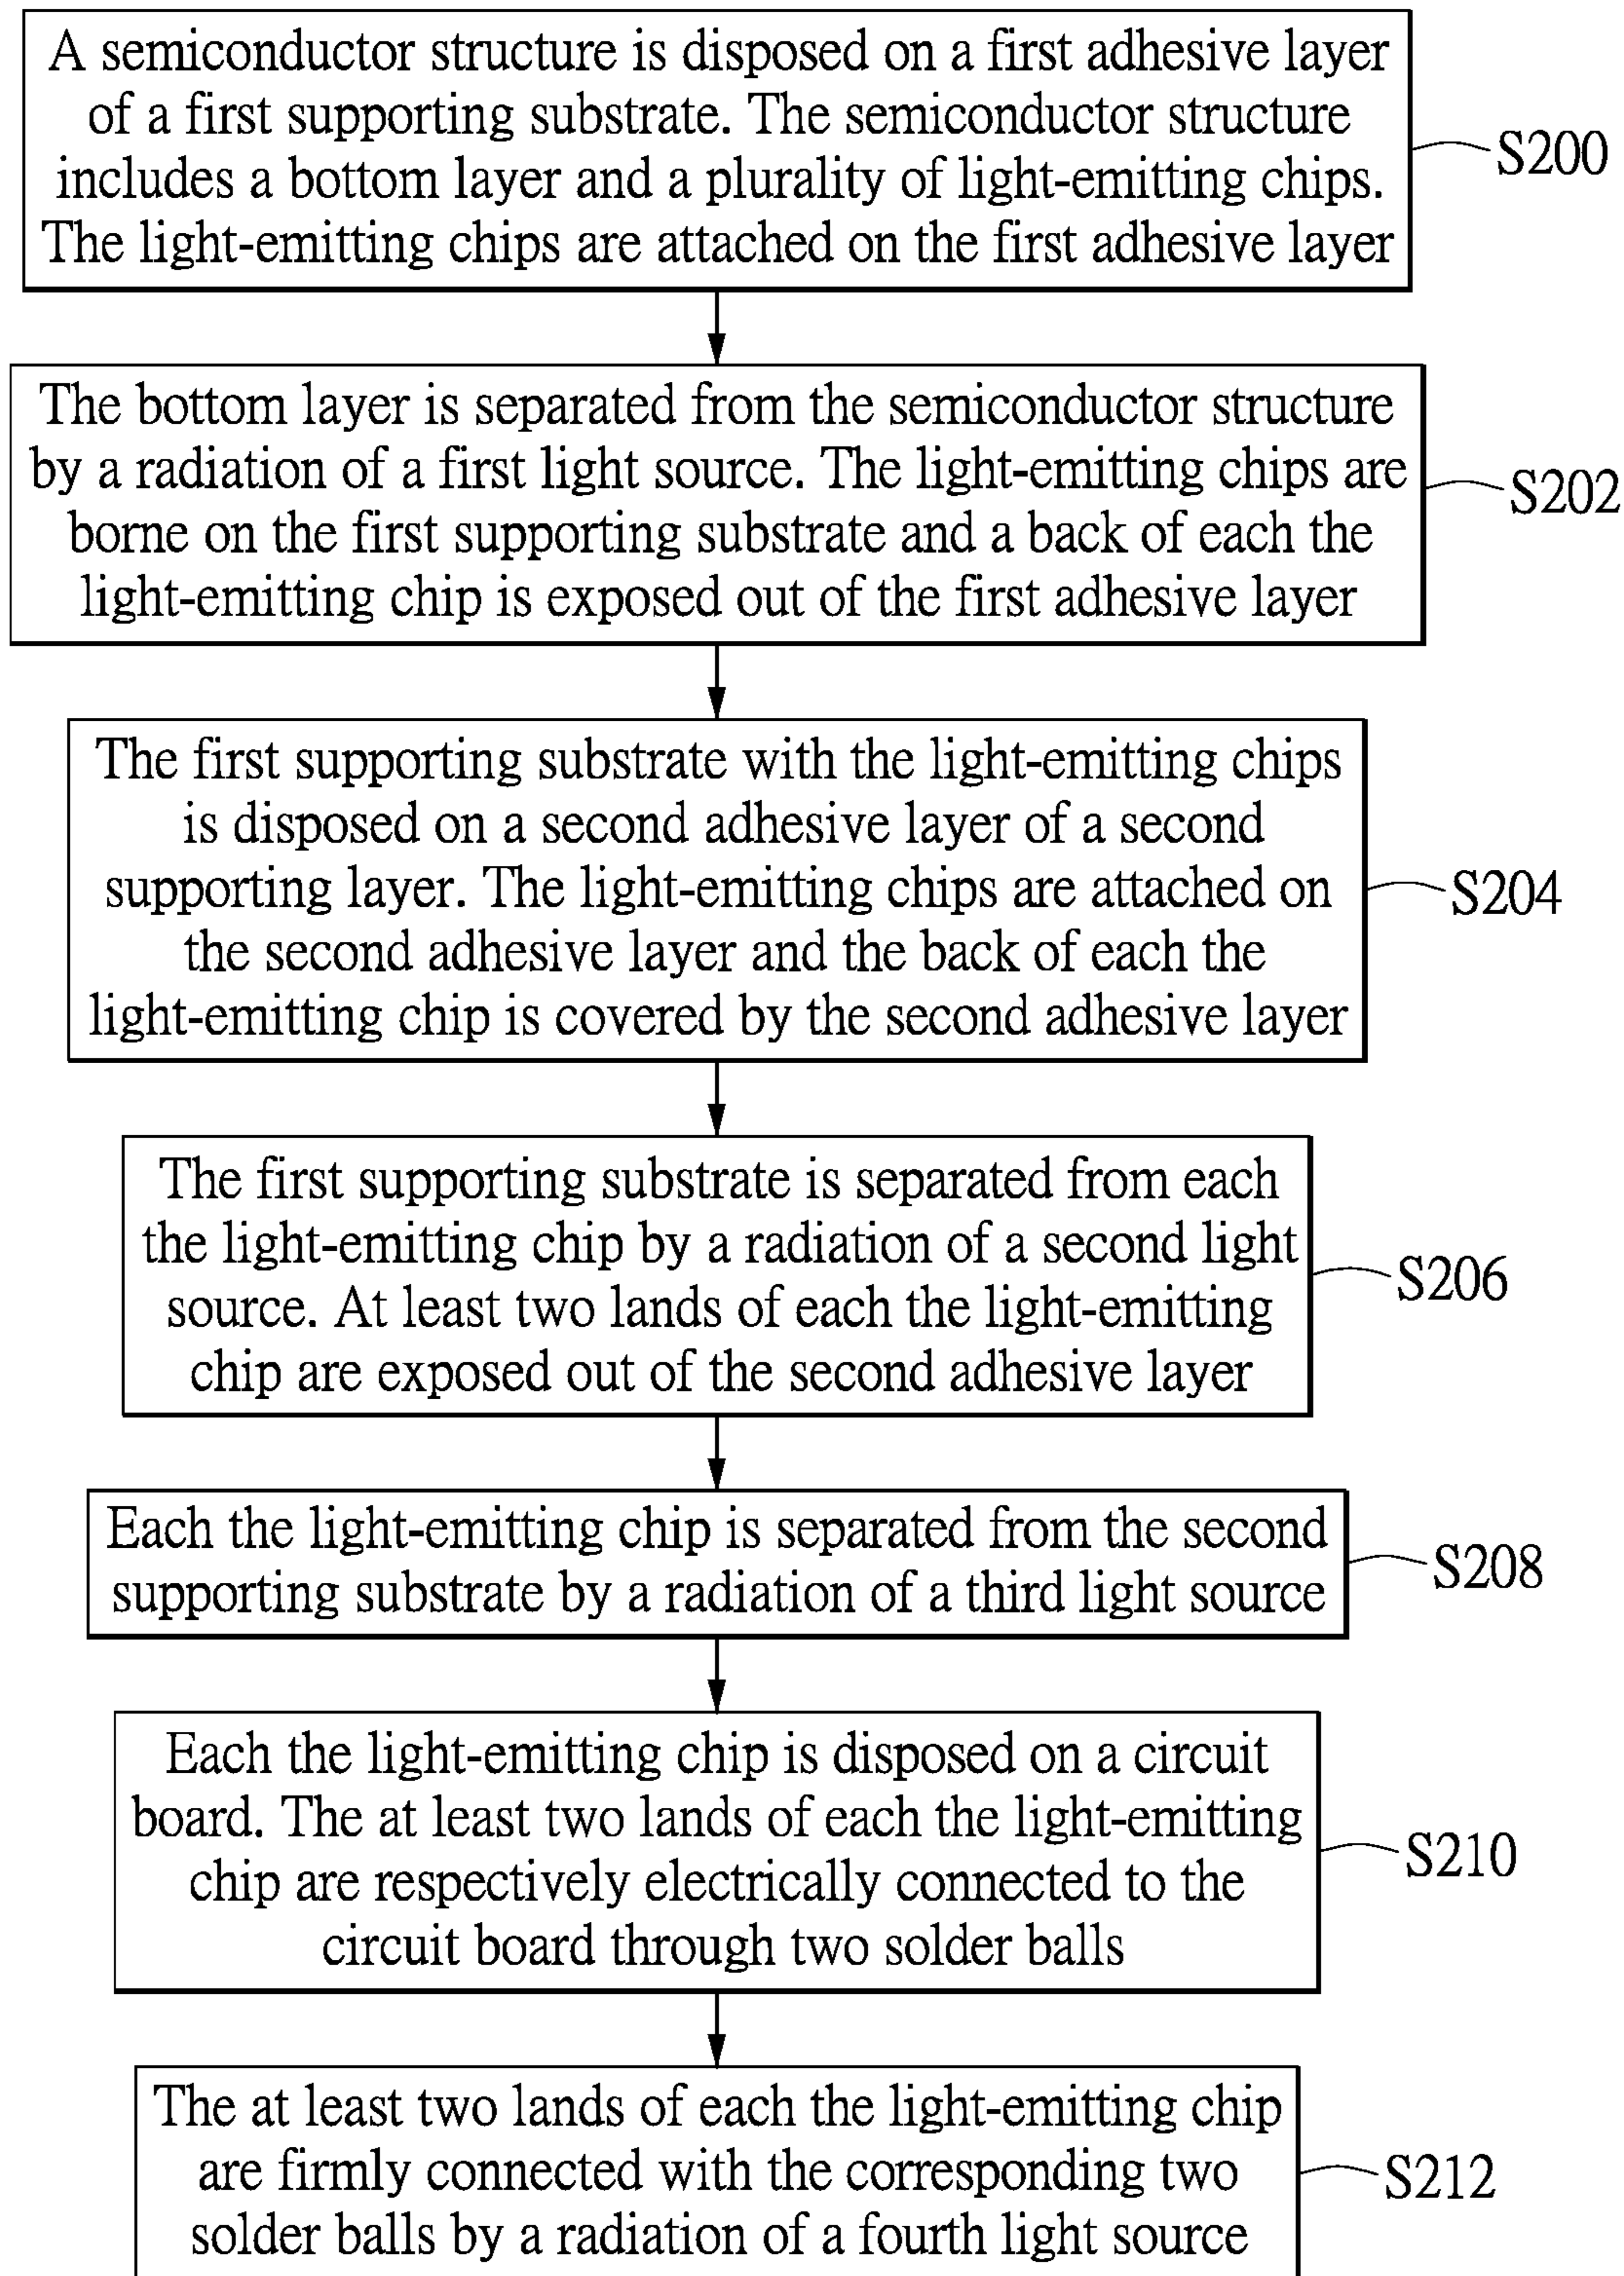 A semiconductor structure is disposed on a first adhesive layer
of a first supporting substrate. The semiconductor structure
includes a bottom layer and a plurality of light-emitting chips.
The light-emitting chips are attached on the first adhesive layer
S200
The bottom layer is separated from the semiconductor structure
by a radiation of a first light source. The light-emitting chips are
borne on the first supporting substrate and a back of each the
light-emitting chip is exposed out of the first adhesive layer
S202
The first supporting substrate with the light-emitting chips
is disposed on a second adhesive layer of a second
supporting layer. The light-emitting chips are attached on
the second adhesive layer and the back of each the
light-emitting chip is covered by the second adhesive layer
S204
The first supporting substrate is separated from each
the light-emitting chip by a radiation of a second light
source. At least two lands of each the light-emitting
chip are exposed out of the second adhesive layer
S206
Each the light-emitting chip is separated from the second
supporting substrate by a radiation of a third light source
S208
Each the light-emitting chip is disposed on a circuit
board. The at least two lands of each the light-emitting
chip are respectively electrically connected to the
circuit board through two solder balls
S210
The at least two lands of each the light-emitting chip
are firmly connected with the corresponding two
solder balls by a radiation of a fourth light source
S212